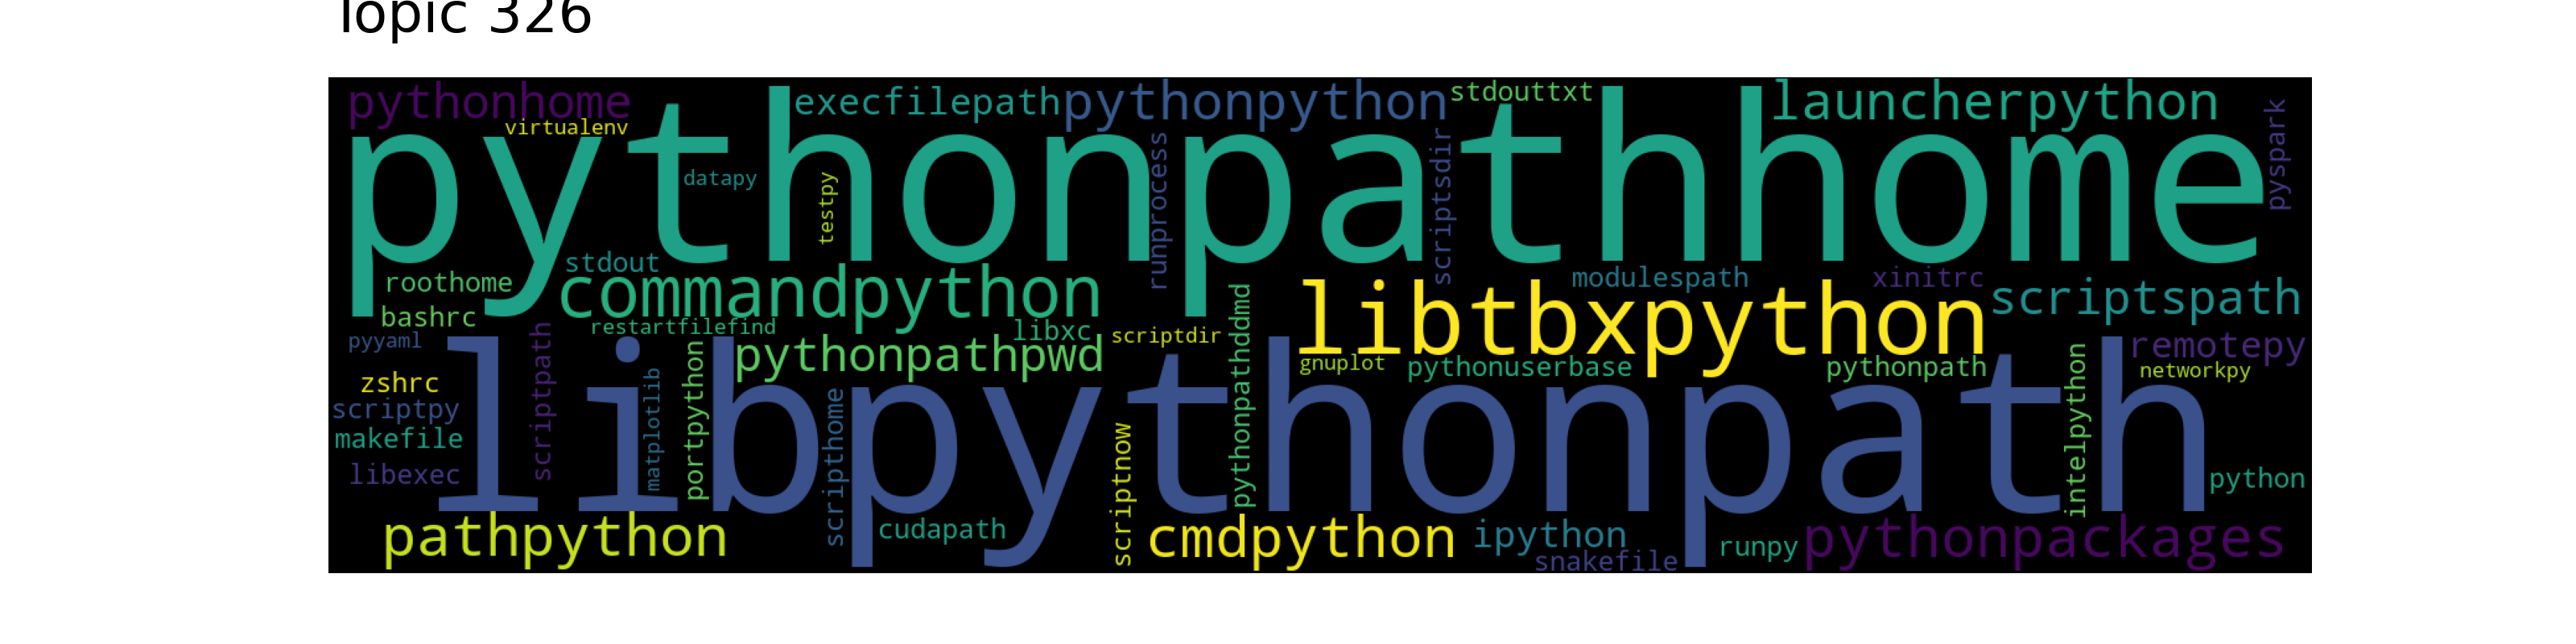 Topic 326
pythonhome
execfilepath
pythonpython
stdouttxt
launcherpython
pyspark
virtualenv
pythonpathhome
datapy
testpy
runprocess
scriptsdir
stdout
roothome
commandpython
modulespath
xinitrc
scriptspath
bashrc
restartfilefind
libxc
scriptdir
pythonpathddmd
libtbxpython
pyyaml
pythonpathpwd
gnuplot
pythonuserbase
pythonpath
remotepy
networkpy
zshrc
scriptpath
matplotlib
portpython
libpythonpath
scriptpy
makefile
scripthome
scriptnow
intelpython
libexec
python
pathpython
cudapath
cmdpython
ipython
snakefile
runpy
pythonpackages